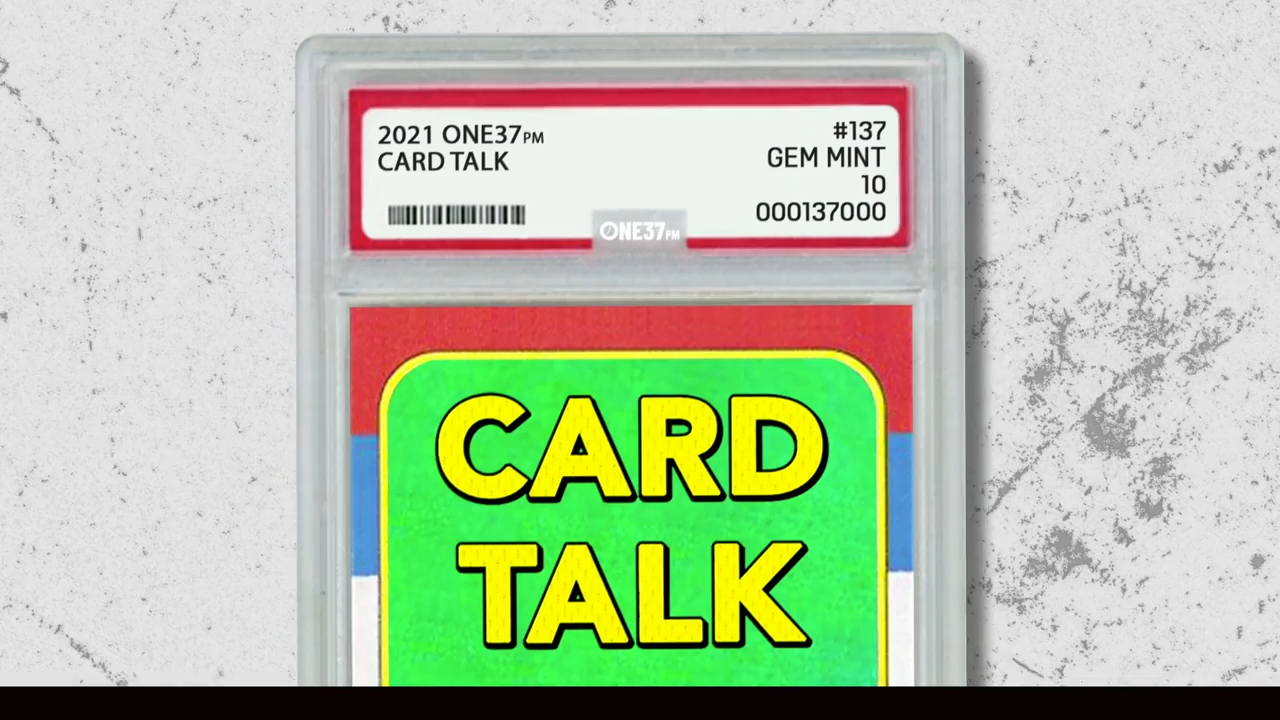 2021 ONE37PM
CARD TALK
#137
GEM MINT
10
000137000
ONE37PM
CARD
TALK